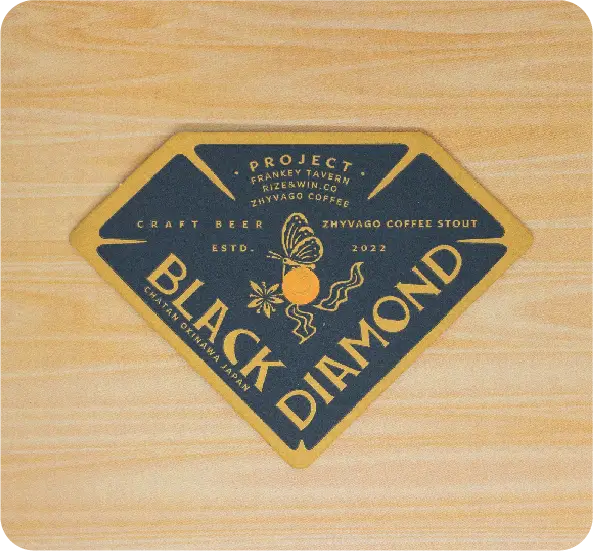 · PROJECT ·
FRANKEY TAVERN
RIZE&WIN.CO
ZHYVAGO COFFEE
CRAFT BEER
ZHYVAGO COFFEE STOUT
ESTD.
2022
BLACK
CHATAN OKINAWA JAPAN
DIAMOND